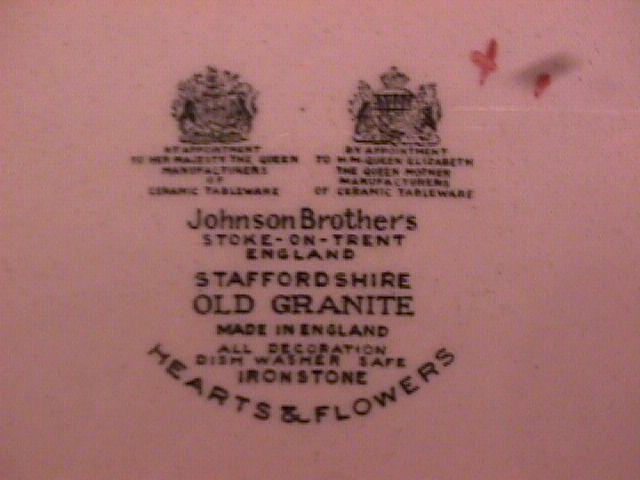 BY APPOINTMENT
TO HER MAJESTY THE QUEEN
MANUFACTURERS
OF
CERAMIC TABLEWARE
BY APPOINTMENT
TO H.M. QUEEN ELIZABETH
THE QUEEN MOTHER
MANUFACTURERS
OF CERAMIC TABLEWARE
Johnson Brothers
STOKE-ON-TRENT
ENGLAND
STAFFORDSHIRE
OLD GRANITE
MADE IN ENGLAND
ALL DECORATION
DISH WASHER SAFE
IRONSTONE
HEARTS & FLOWERS